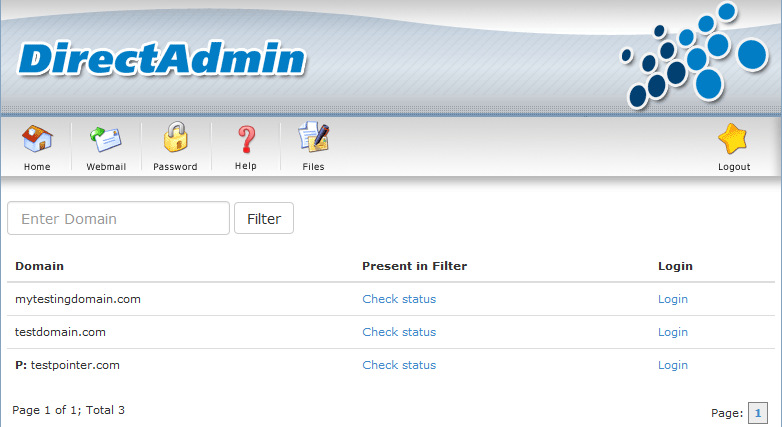 DirectAdmin
Home Webmail Password Help Files Logout
Enter Domain Filter
Domain Present in Filter Login
mytestingdomain.com Check status Login
testdomain.com Check status Login
P: testpointer.com Check status Login
Page 1 of 1; Total 3 Page: 1